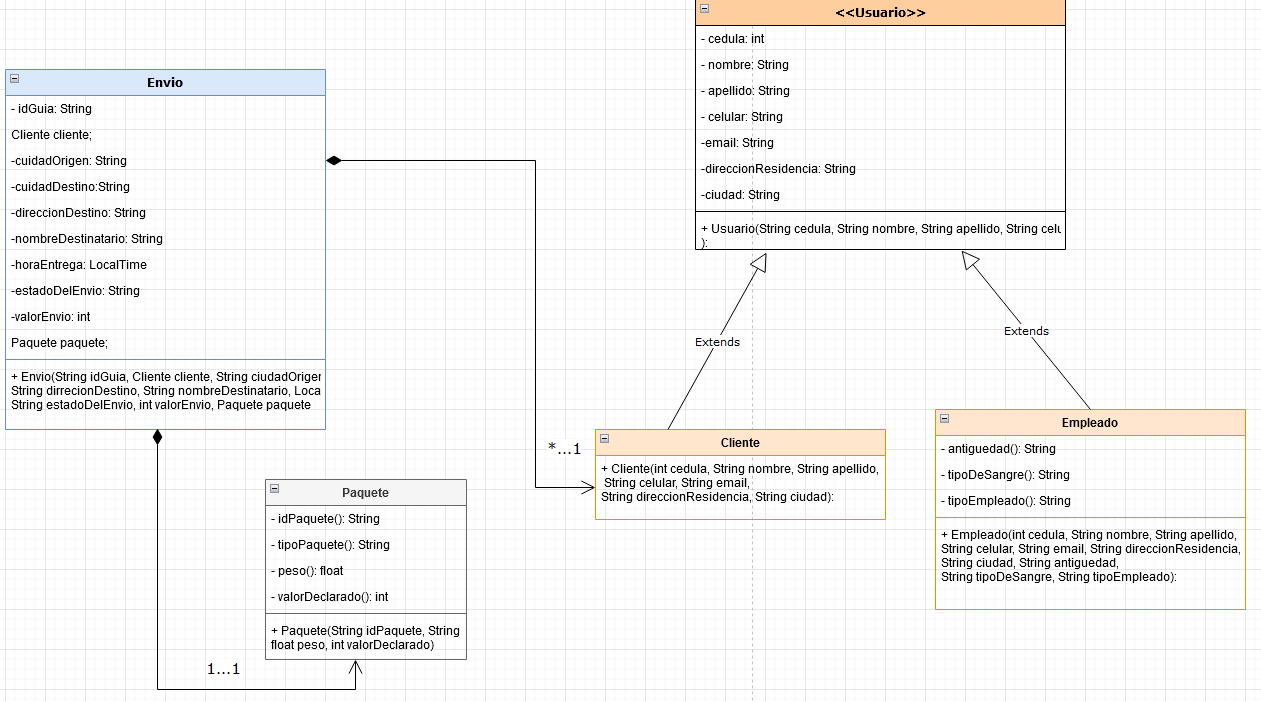 Envio
- idGuia: String
Cliente cliente;
-cuidadOrigen: String
-cuidadDestino:String
-direccionDestino: String
-nombreDestinatario: String
-horaEntrega: LocalTime
-estadoDelEnvio: String
-valorEnvio: int
Paquete paquete;
+ Envio(String idGuia, Cliente cliente, String ciudadOrigen
String dirrecionDestino, String nombreDestinatario, Loca
String estadoDelEnvio, int valorEnvio, Paquete paquete
<<Usuario>>
- cedula: int
- nombre: String
- apellido: String
- celular: String
-email: String
-direccionResidencia: String
-ciudad: String
+ Usuario(String cedula, String nombre, String apellido, String celu
):
Extends
Extends
*...1
Cliente
+ Cliente(int cedula, String nombre, String apellido,
String celular, String email,
String direccionResidencia, String ciudad):
Empleado
- antiguedad(): String
- tipoDeSangre(): String
- tipoEmpleado(): String
+ Empleado(int cedula, String nombre, String apellido,
String celular, String email, String direccionResidencia,
String ciudad, String antiguedad,
String tipoDeSangre, String tipoEmpleado):
Paquete
- idPaquete(): String
- tipoPaquete(): String
- peso(): float
- valorDeclarado(): int
+ Paquete(String idPaquete, String
float peso, int valorDeclarado)
1...1